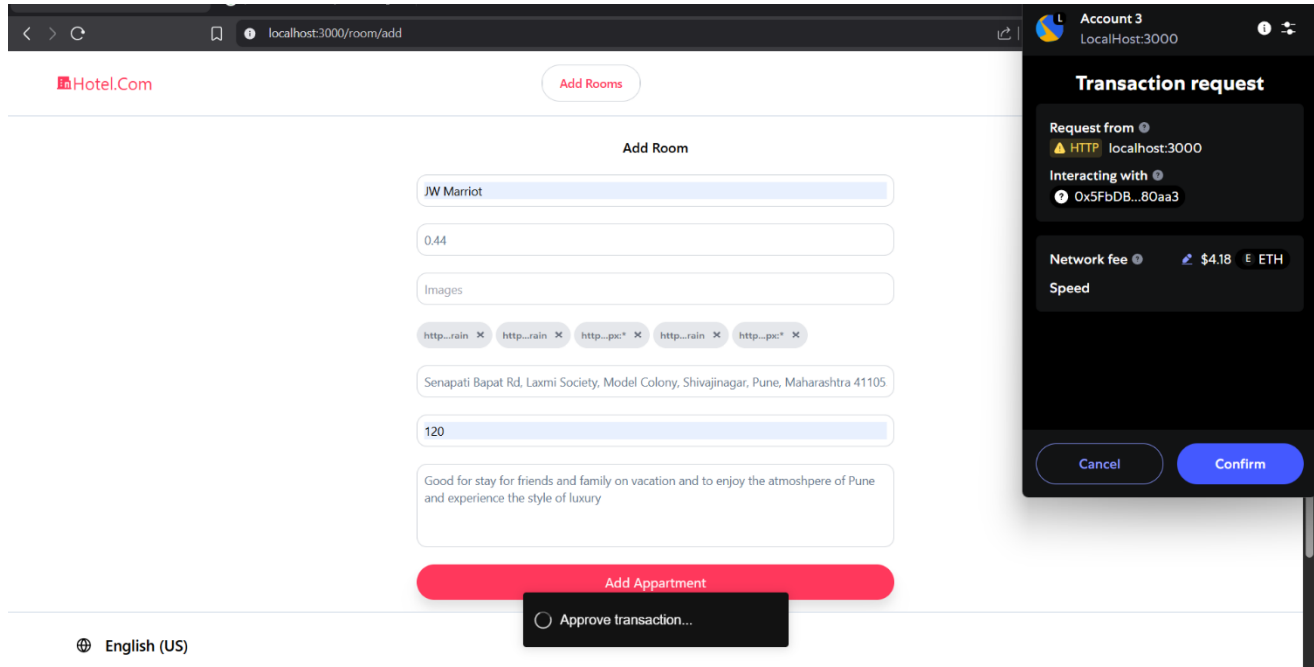 localhost:3000/room/add
Hotel.Com
Add Rooms
Add Room
JW Marriot
0.44
Images
http...rain ✕ http...rain ✕ http...px:* ✕ http...rain ✕ http...px:* ✕
Senapati Bapat Rd, Laxmi Society, Model Colony, Shivajinagar, Pune, Maharashtra 41105
120
Good for stay for friends and family on vacation and to enjoy the atmoshpere of Pune
and experience the style of luxury
Add Appartment
Approve transaction...
English (US)
L
Account 3
LocalHost:3000
Transaction request
Request from
HTTP localhost:3000
Interacting with
0x5FbDB...80aa3
Network fee $4.18 E ETH
Speed
Cancel Confirm